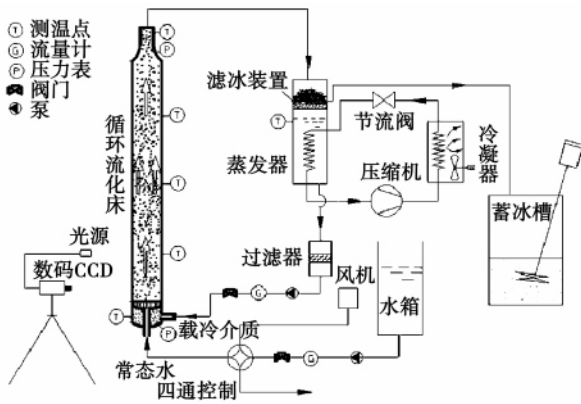 T 测温点
G 流量计
P 压力表
阀门
泵
T
P
T
T
T
T
P
循环流化床
光源
数码CCD
常态水
载冷介质
四通控制
滤冰装置
T
蒸发器
节流阀
压缩机
冷凝器
过滤器
G
风机
水箱
G
蓄冰槽